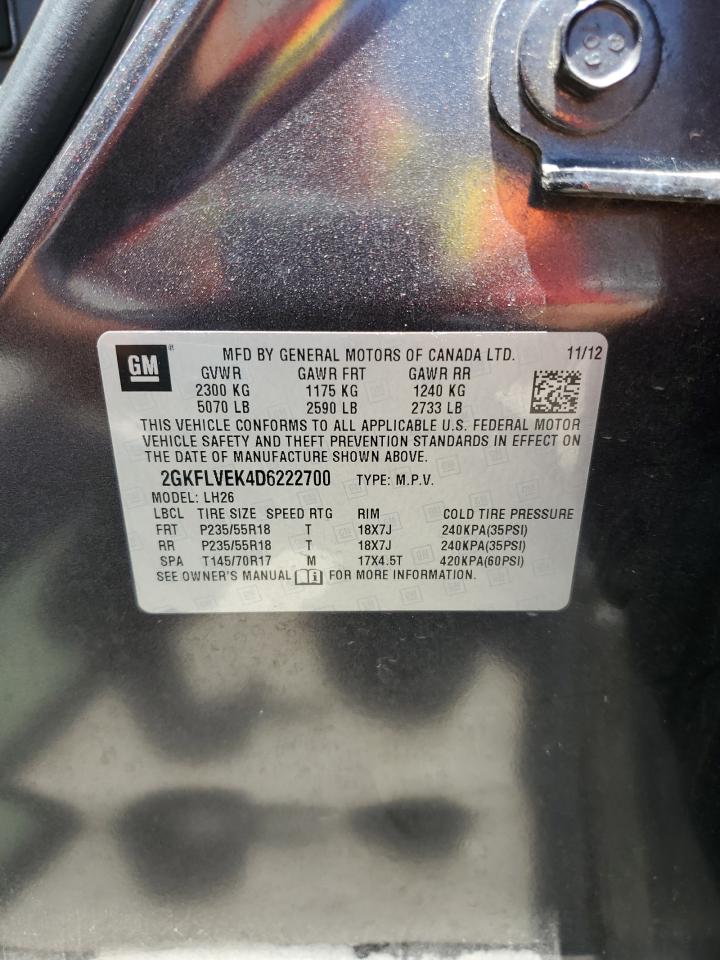 GM ® MFD BY GENERAL MOTORS OF CANADA LTD. 11/12
GVWR GAWR FRT GAWR RR
2300 KG 1175 KG 1240 KG
5070 LB 2590 LB 2733 LB
THIS VEHICLE CONFORMS TO ALL APPLICABLE U.S. FEDERAL MOTOR
VEHICLE SAFETY AND THEFT PREVENTION STANDARDS IN EFFECT ON
THE DATE OF MANUFACTURE SHOWN ABOVE.
2GKFLVEK4D6222700 TYPE: M.P.V.
MODEL: LH26
LBCL TIRE SIZE SPEED RTG RIM COLD TIRE PRESSURE
FRT P235/55R18 T 18X7J 240KPA(35PSI)
RR P235/55R18 T 18X7J 240KPA(35PSI)
SPA T145/70R17 M 17X4.5T 420KPA(60PSI)
SEE OWNER'S MANUAL FOR MORE INFORMATION.